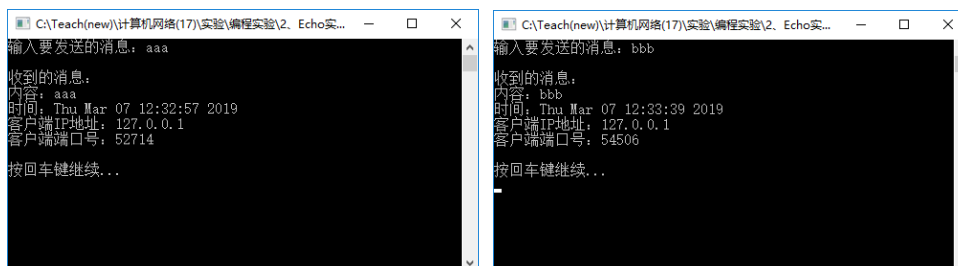 C:\Teach(new)\计算机网络(17)\实验\编程实验\2、Echo实...
输入要发送的消息：aaa
收到的消息：
内容：aaa
时间：Thu Mar 07 12:32:57 2019
客户端IP地址：127.0.0.1
客户端端口号：52714
按回车键继续...
C:\Teach(new)\计算机网络(17)\实验\编程实验\2、Echo实...
输入要发送的消息：bbb
收到的消息：
内容：bbb
时间：Thu Mar 07 12:33:39 2019
客户端IP地址：127.0.0.1
客户端端口号：54506
按回车键继续...